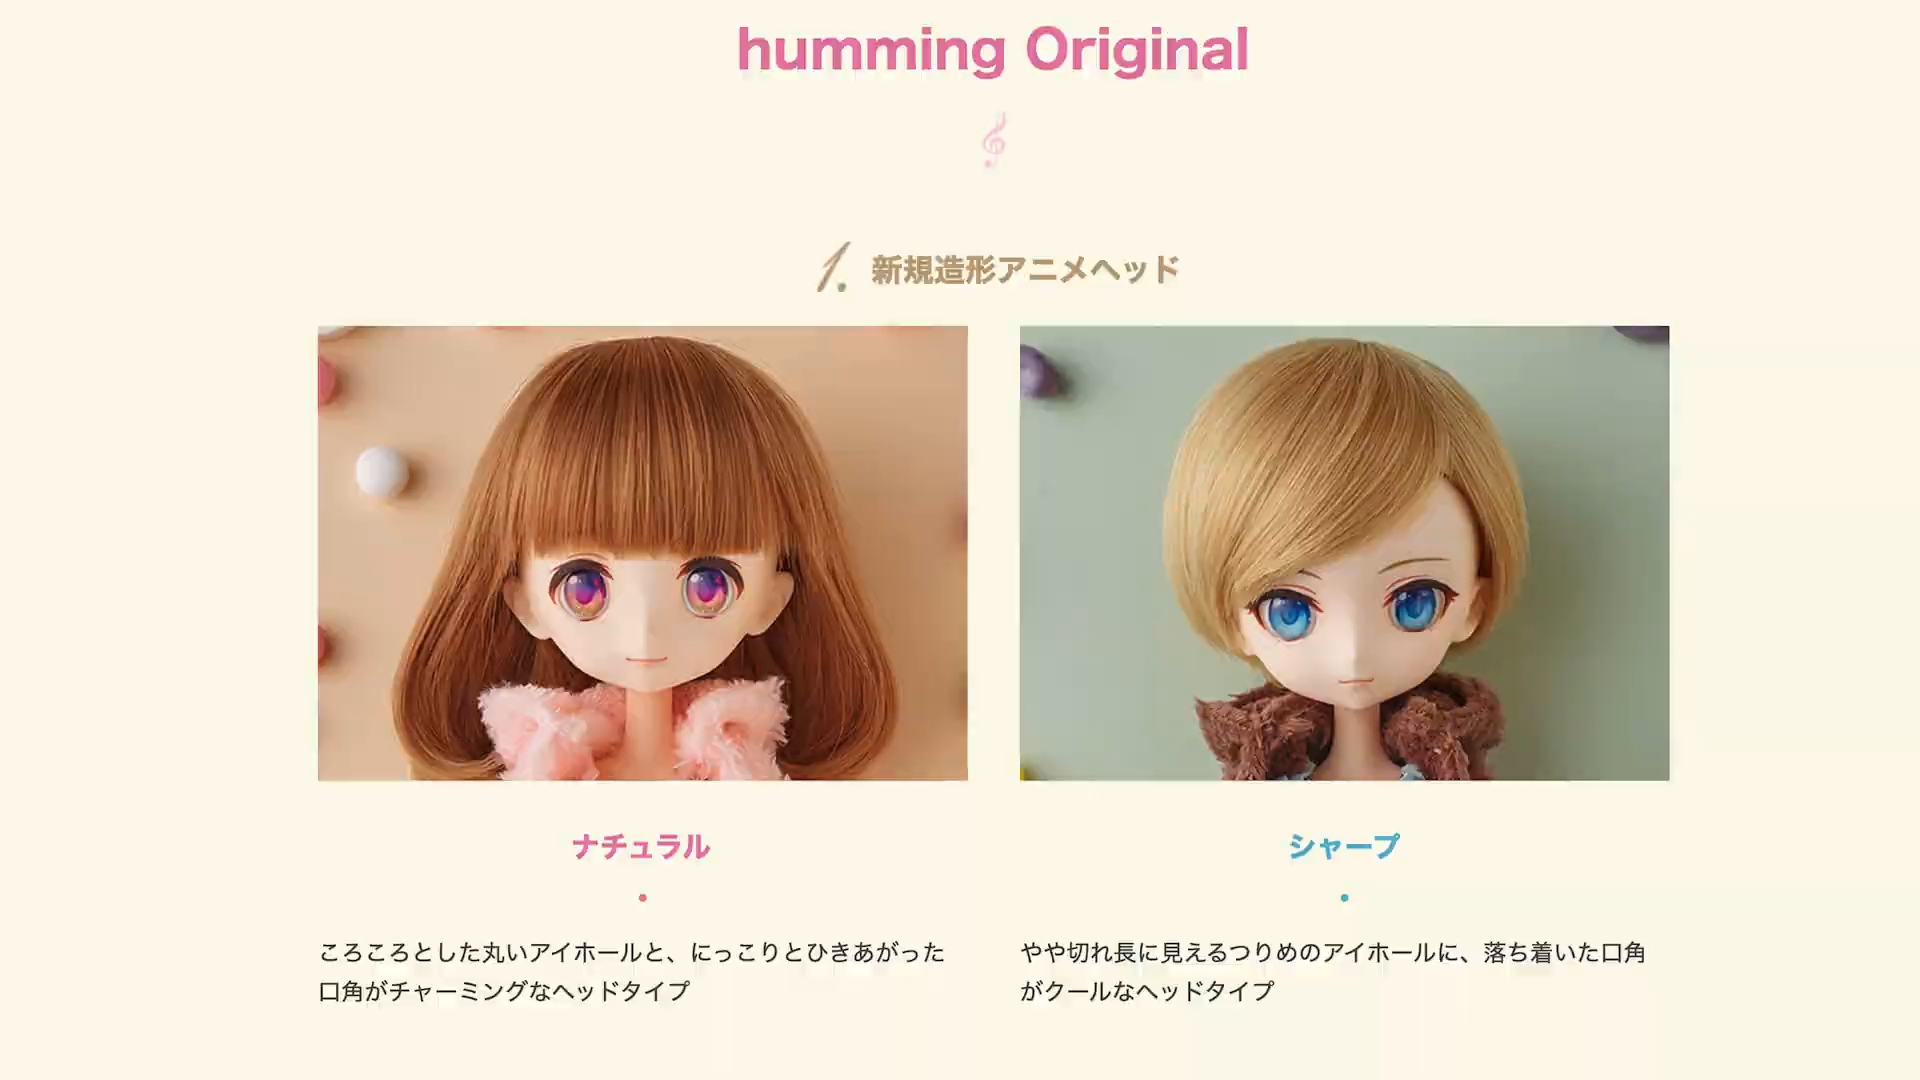 humming Original
1. 新規造形アニメヘッド
ナチュラル
ころころとした丸いアイホールと、にっこりとひきあがった
口角がチャーミングなヘッドタイプ
シャープ
やや切れ長に見えるつりめのアイホールに、落ち着いた口角
がクールなヘッドタイプ